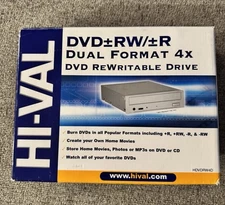 HI-VAL
DVD±RW/±R
DUAL FORMAT 4X
DVD REWRITABLE DRIVE
Burn DVDs in all Popular Formats including +R, +RW, -R, & -RW
Create your Own Home Movies
Store Home Movies, Photos or MP3s on DVD or CD
Watch all of your favorite DVDs
www.hival.com